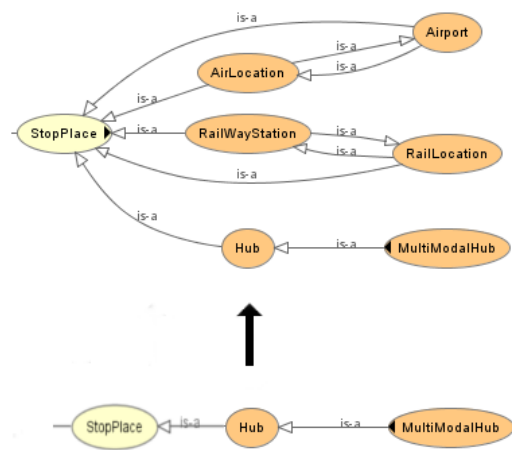 is-a
Airport
is-a
AirLocation
is-a
is-a
StopPlace
is-a
RailWayStation
is-a
is-a
RailLocation
is-a
is-a
Hub
is-a
MultiModalHub
StopPlace
is-a
Hub
is-a
MultiModalHub